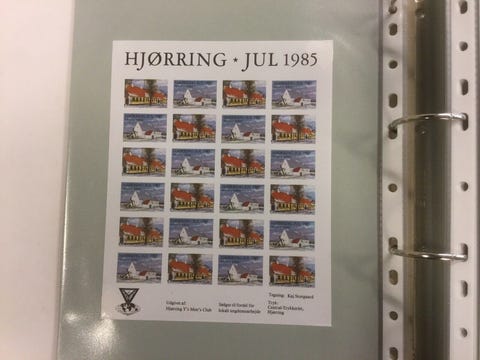 HJØRRING ★ JUL 1985
Udgivet af:
Hjørring Y's Men's Club
Sælges til fordel for
lokalt ungdomsarbejde
Tegning: Kaj Storgaard
Tryk:
Central-Trykkeriet,
Hjørring